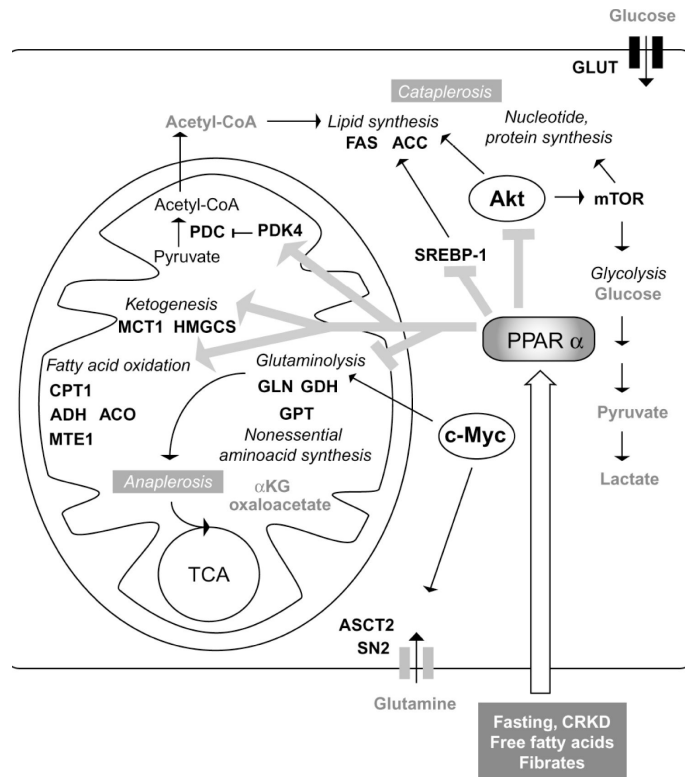 Glucose
GLUT
Cataplerosis
Acetyl-CoA
Lipid synthesis
FAS ACC
Nucleotide,
protein synthesis
Akt
mTOR
Acetyl-CoA
PDC
PDK4
Pyruvate
SREBP-1
Glycolysis
Glucose
Ketogenesis
MCT1 HMGCS
PPAR α
Fatty acid oxidation
CPT1
ADH ACO
MTE1
Glutaminolysis
GLN GDH
GPT
Nonessential
aminoacid synthesis
c-Myc
Pyruvate
Anaplerosis
αKG
oxaloacetate
Lactate
TCA
ASCT2
SN2
Glutamine
Fasting, CRKD
Free fatty acids
Fibrates